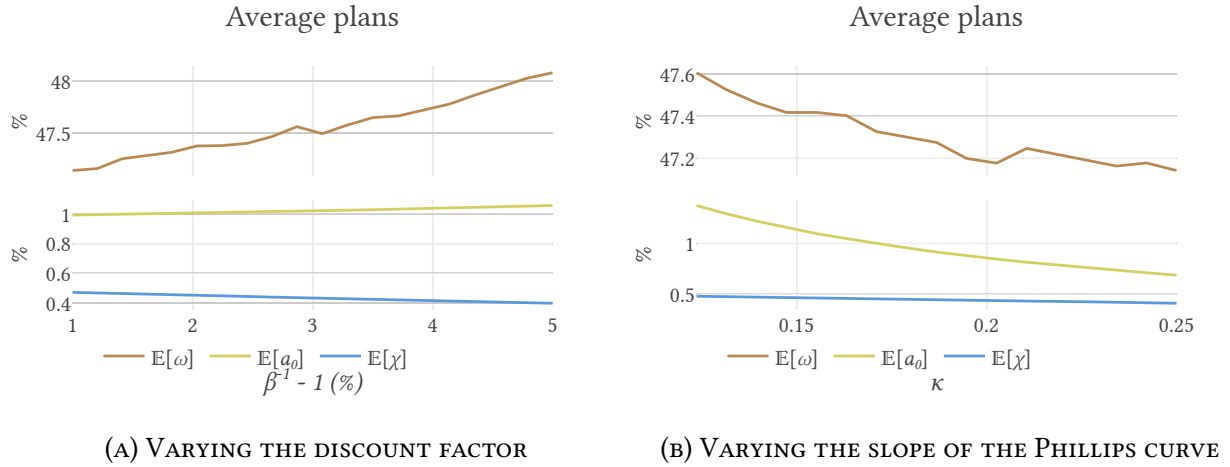 Average plans
48
47.5
%
1
0.8
0.6
0.4
%
1 2 3 4 5
𝔼[ω] 𝔼[a₀] 𝔼[χ]
β⁻¹ - 1 (%)
(A) VARYING THE DISCOUNT FACTOR
Average plans
47.6
47.4
47.2
%
1
0.5
%
0.15 0.2 0.25
𝔼[ω] 𝔼[a₀] 𝔼[χ]
κ
(B) VARYING THE SLOPE OF THE PHILLIPS CURVE